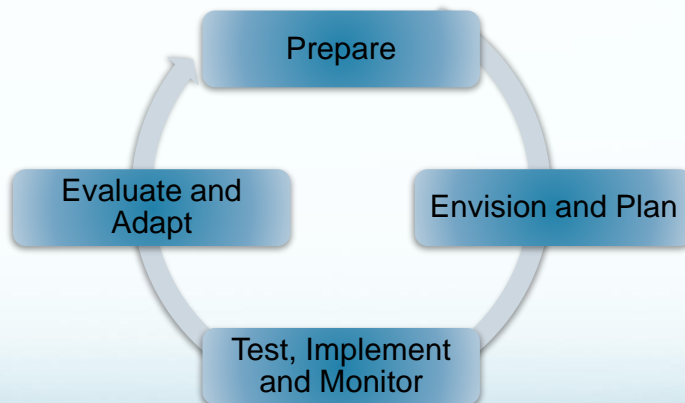 Prepare
Envision and Plan
Test, Implement
and Monitor
Evaluate and
Adapt